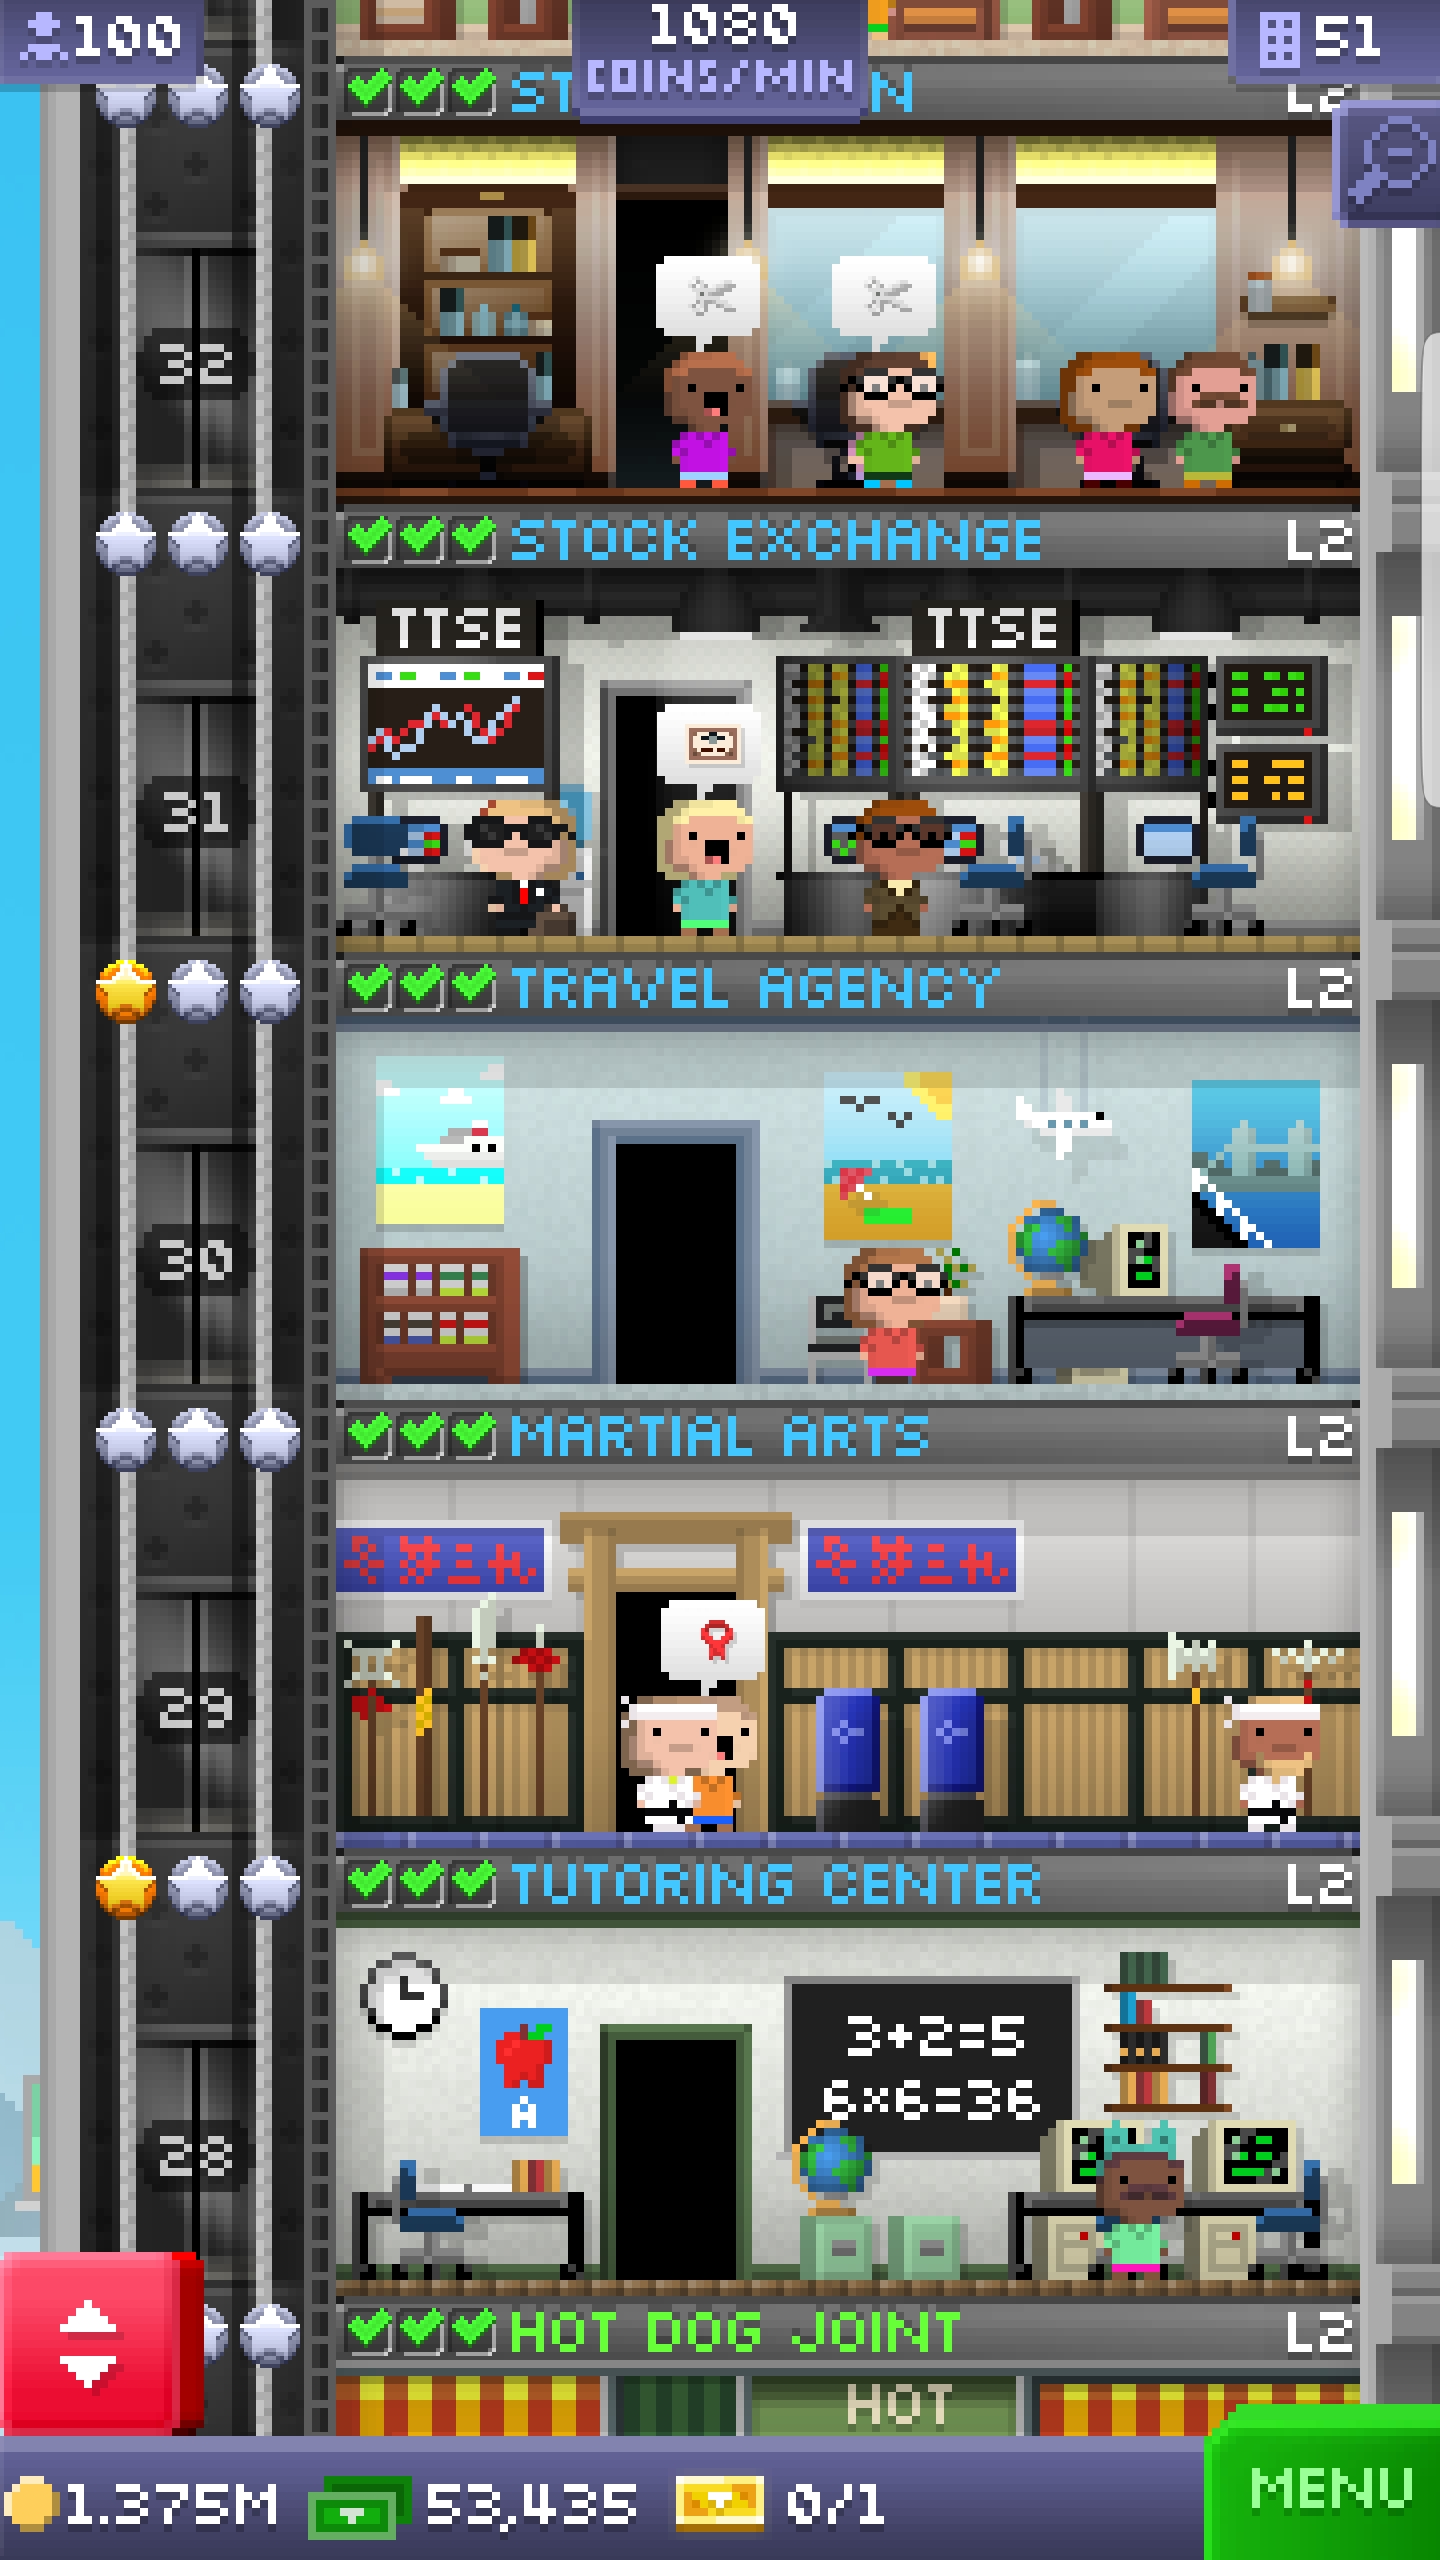 100
1080
COINS/MIN
51
ST N
L2
32
STOCK EXCHANGE
L2
TTSE
TTSE
31
TRAVEL AGENCY
L2
30
MARTIAL ARTS
L2
29
TUTORING CENTER
L2
3+2=5
6×6=36
A
28
HOT DOG JOINT
L2
HOT
1.375M
53,435
0/1
MENU